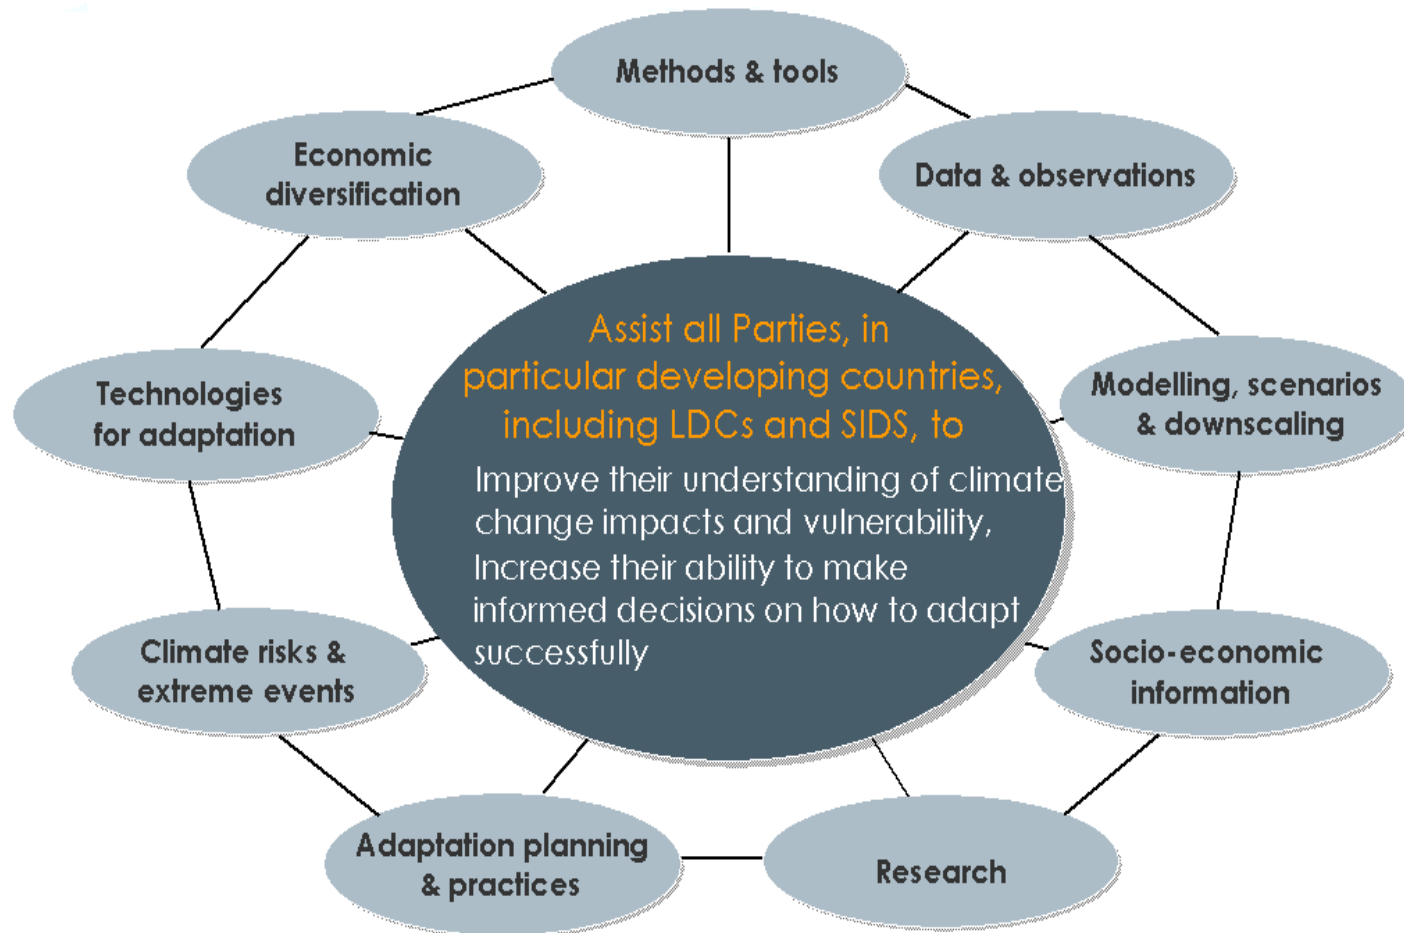 Methods & tools
Economic
diversification
Data & observations
Assist all Parties, in
particular developing countries,
including LDCs and SIDS, to
Improve their understanding of climate
change impacts and vulnerability,
Increase their ability to make
informed decisions on how to adapt
successfully
Technologies
for adaptation
Modelling, scenarios
& downscaling
Climate risks &
extreme events
Socio-economic
information
Adaptation planning
& practices
Research